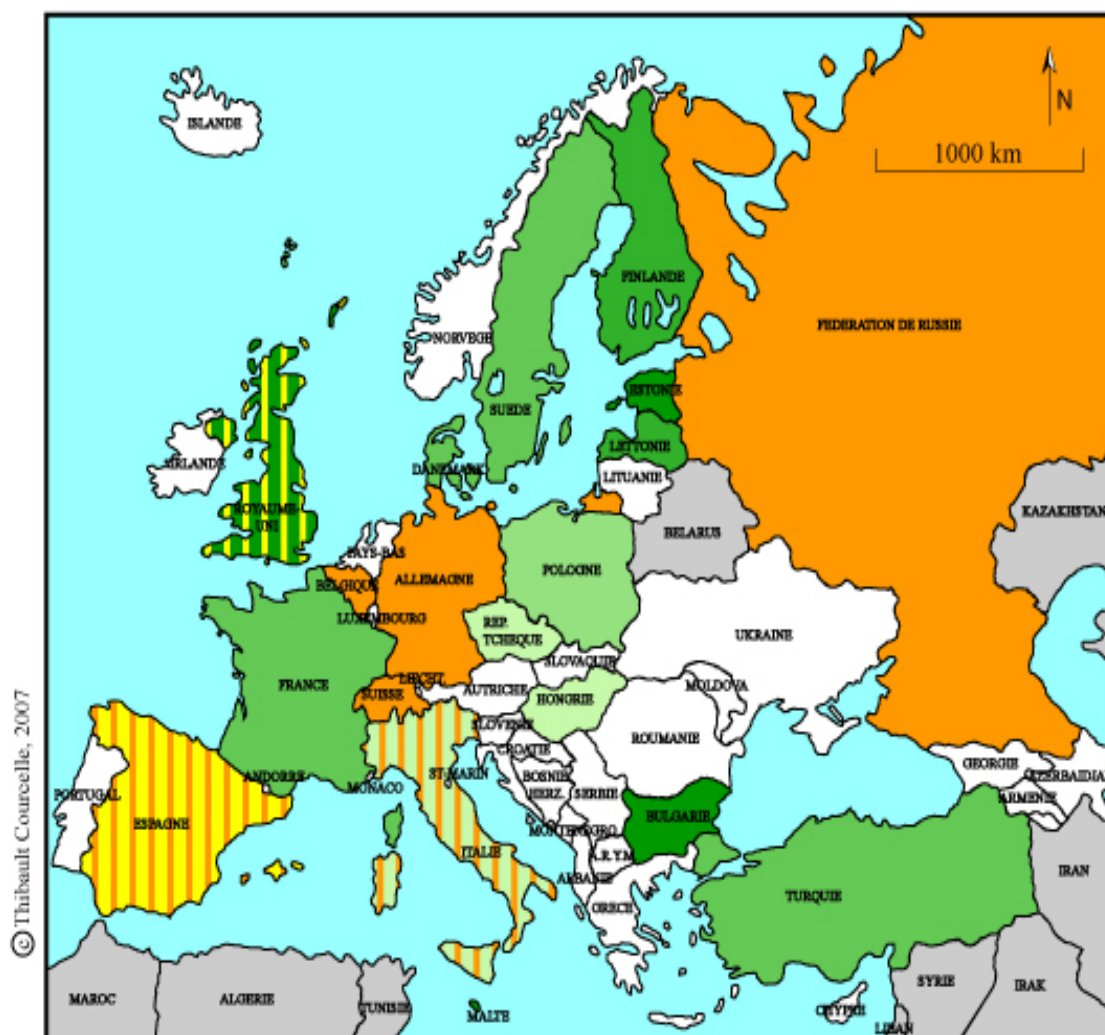 ISLANDE
N
1000 km
FINLANDE
FEDERATION DE RUSSIE
NORVEGE
SUEDE
ESTONIE
LETTONIE
DANEMARK
IRLANDE
LITUANIE
KAZAKHSTAN
ROYAUME-
UNI
BELARUS
PAYS-BAS
POLOGNE
BELGIQUE
ALLEMAGNE
LUXEMBOURG
REP.
TCHEQUE
UKRAINE
SLOVAQUIE
LIECHT
FRANCE
SUISSE
AUTRICHE
MOLDOVA
HONGRIE
SLOVENIE
ROUMANIE
CROATIE
GEORGIE
ANDORRE
ST-MARIN
BOSNIE
HERZ.
SERBIE
AZERBAIDJA
MONACO
ARMENIE
PORTUGAL
ESPAGNE
MONTENEGRO
BULGARIE
ITALIE
A.R.Y.M
ALBANIE
IRAN
TURQUIE
GRECE
MAROC
ALGERIE
TUNISIE
MALTE
CHYPRE
SYRIE
IRAK
LIBAN
© Thibault Courcelle, 2007